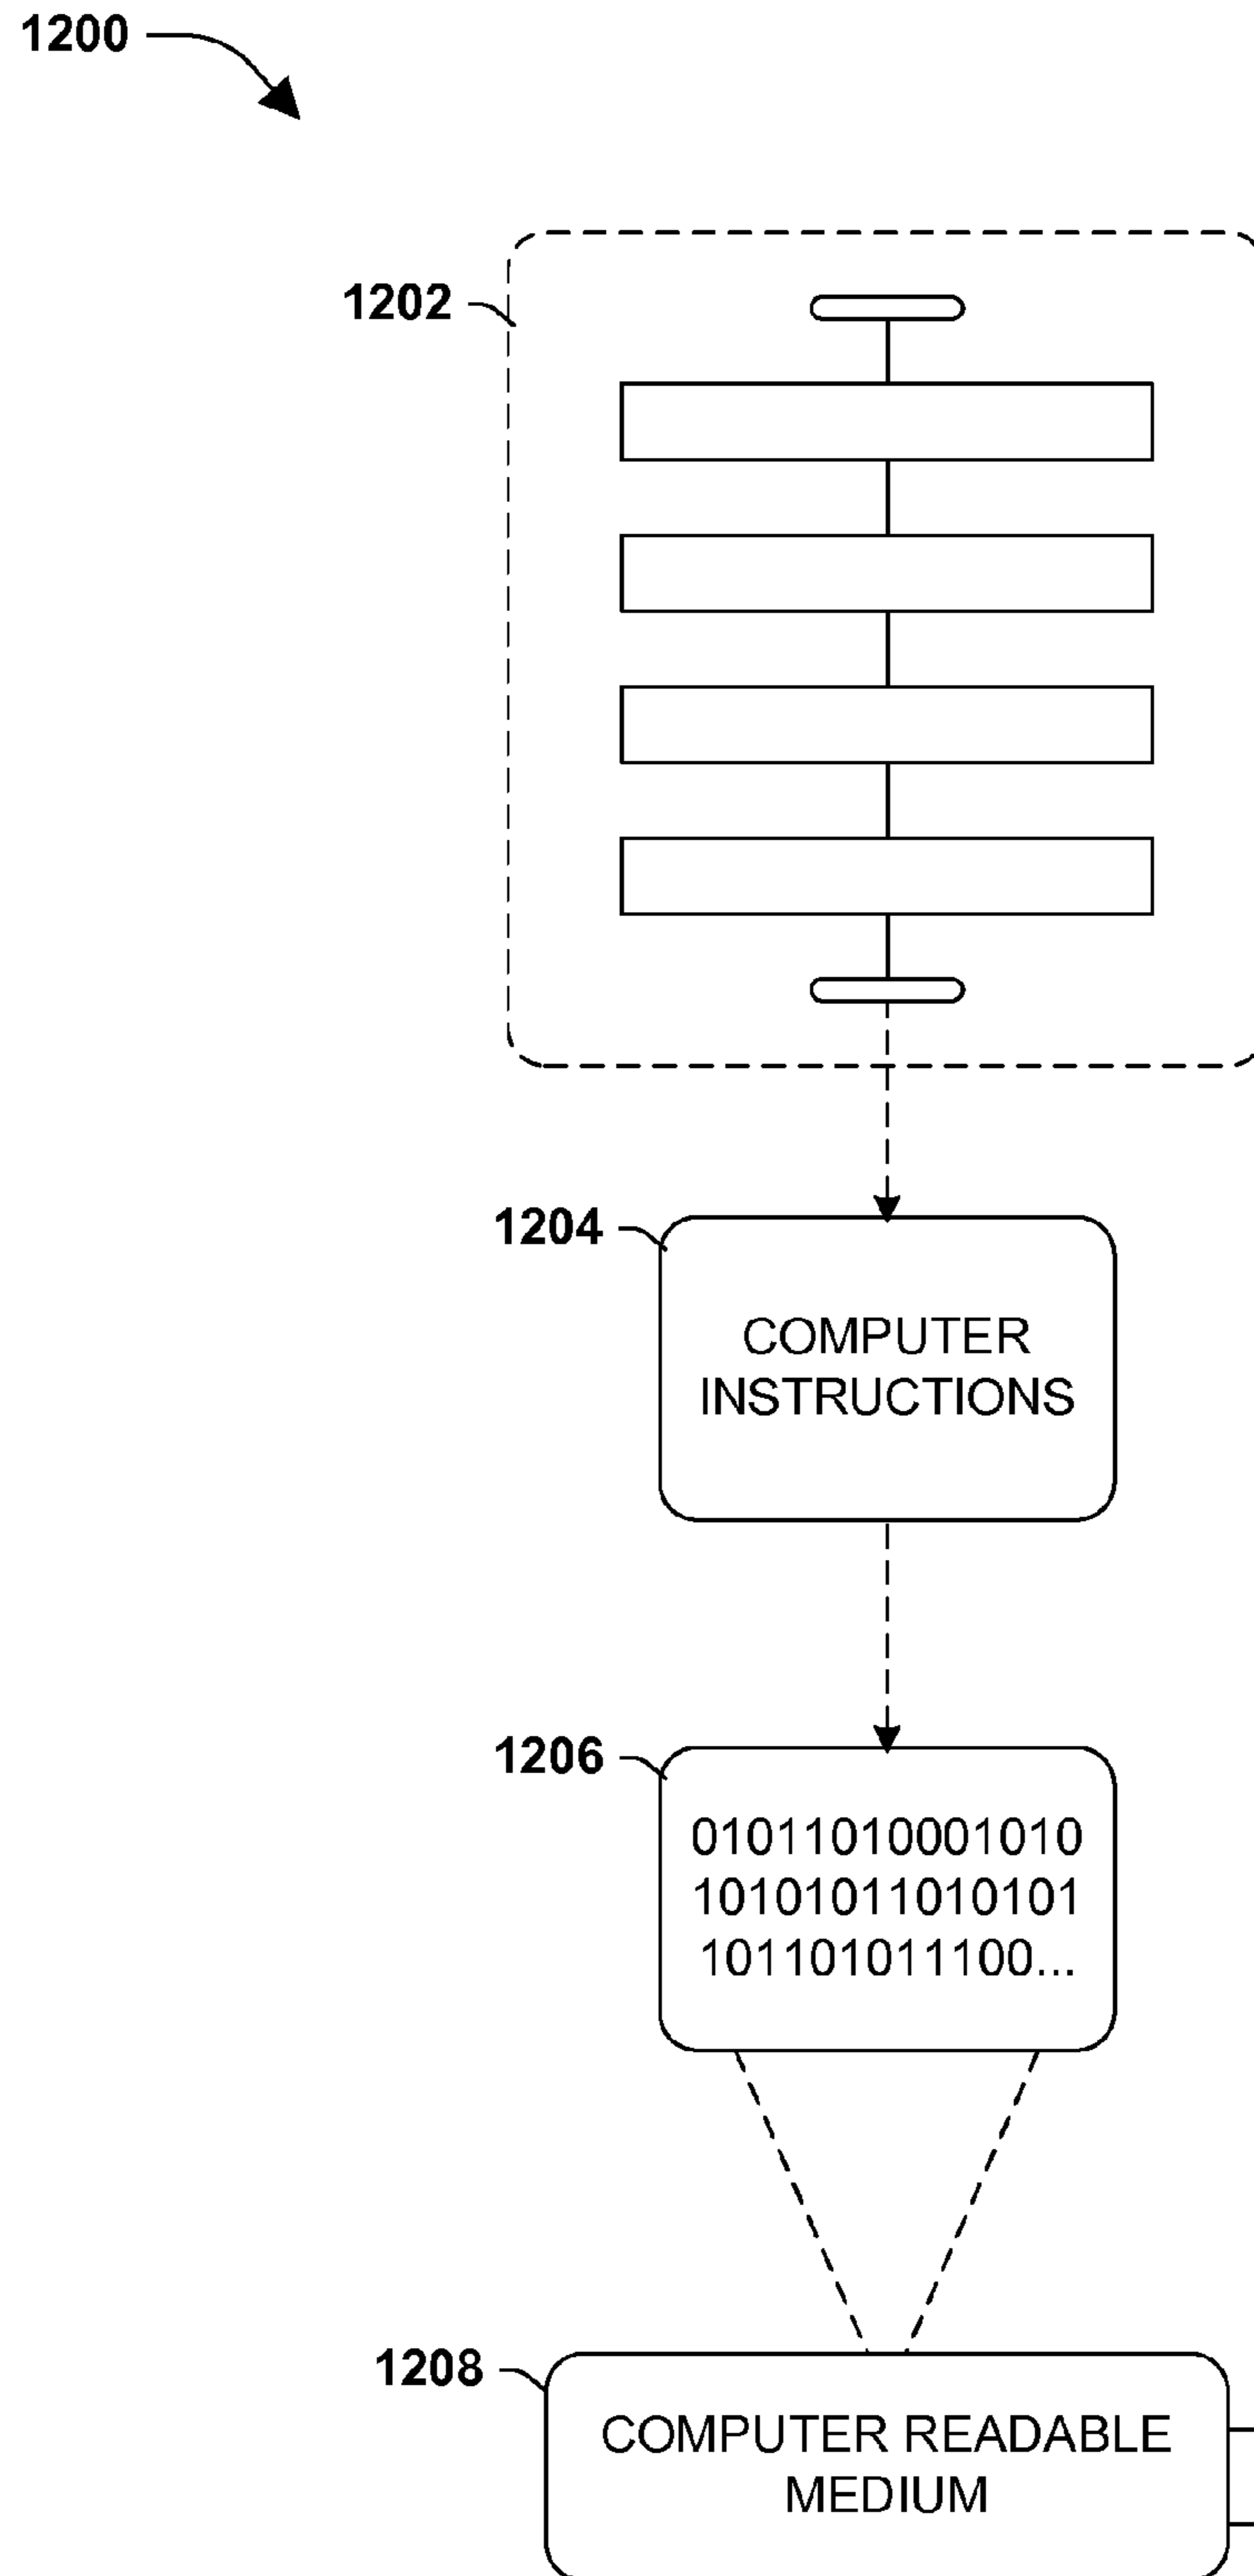 1200
1202
1204
COMPUTER
INSTRUCTIONS
1206
01011010001010
10101011010101
101101011100...
1208
COMPUTER READABLE
MEDIUM